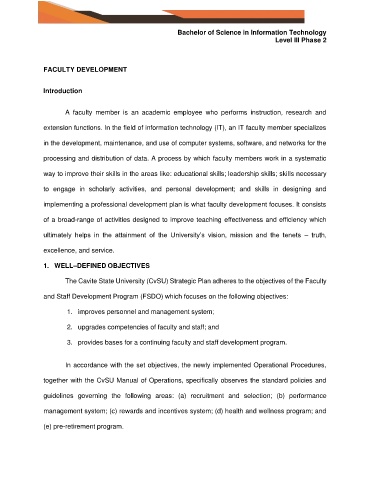 Bachelor of Science in Information Technology
Level III Phase 2
FACULTY DEVELOPMENT
Introduction
A faculty member is an academic employee who performs instruction, research and
extension functions. In the field of information technology (IT), an IT faculty member specializes
in the development, maintenance, and use of computer systems, software, and networks for the
processing and distribution of data. A process by which faculty members work in a systematic
way to improve their skills in the areas like: educational skills; leadership skills; skills necessary
to engage in scholarly activities, and personal development; and skills in designing and
implementing a professional development plan is what faculty development focuses. It consists
of a broad-range of activities designed to improve teaching effectiveness and efficiency which
ultimately helps in the attainment of the University's vision, mission and the tenets – truth,
excellence, and service.
1. WELL–DEFINED OBJECTIVES
The Cavite State University (CvSU) Strategic Plan adheres to the objectives of the Faculty
and Staff Development Program (FSDO) which focuses on the following objectives:
1. improves personnel and management system;
2. upgrades competencies of faculty and staff; and
3. provides bases for a continuing faculty and staff development program.
In accordance with the set objectives, the newly implemented Operational Procedures,
together with the CvSU Manual of Operations, specifically observes the standard policies and
guidelines governing the following areas: (a) recruitment and selection; (b) performance
management system; (c) rewards and incentives system; (d) health and wellness program; and
(e) pre-retirement program.